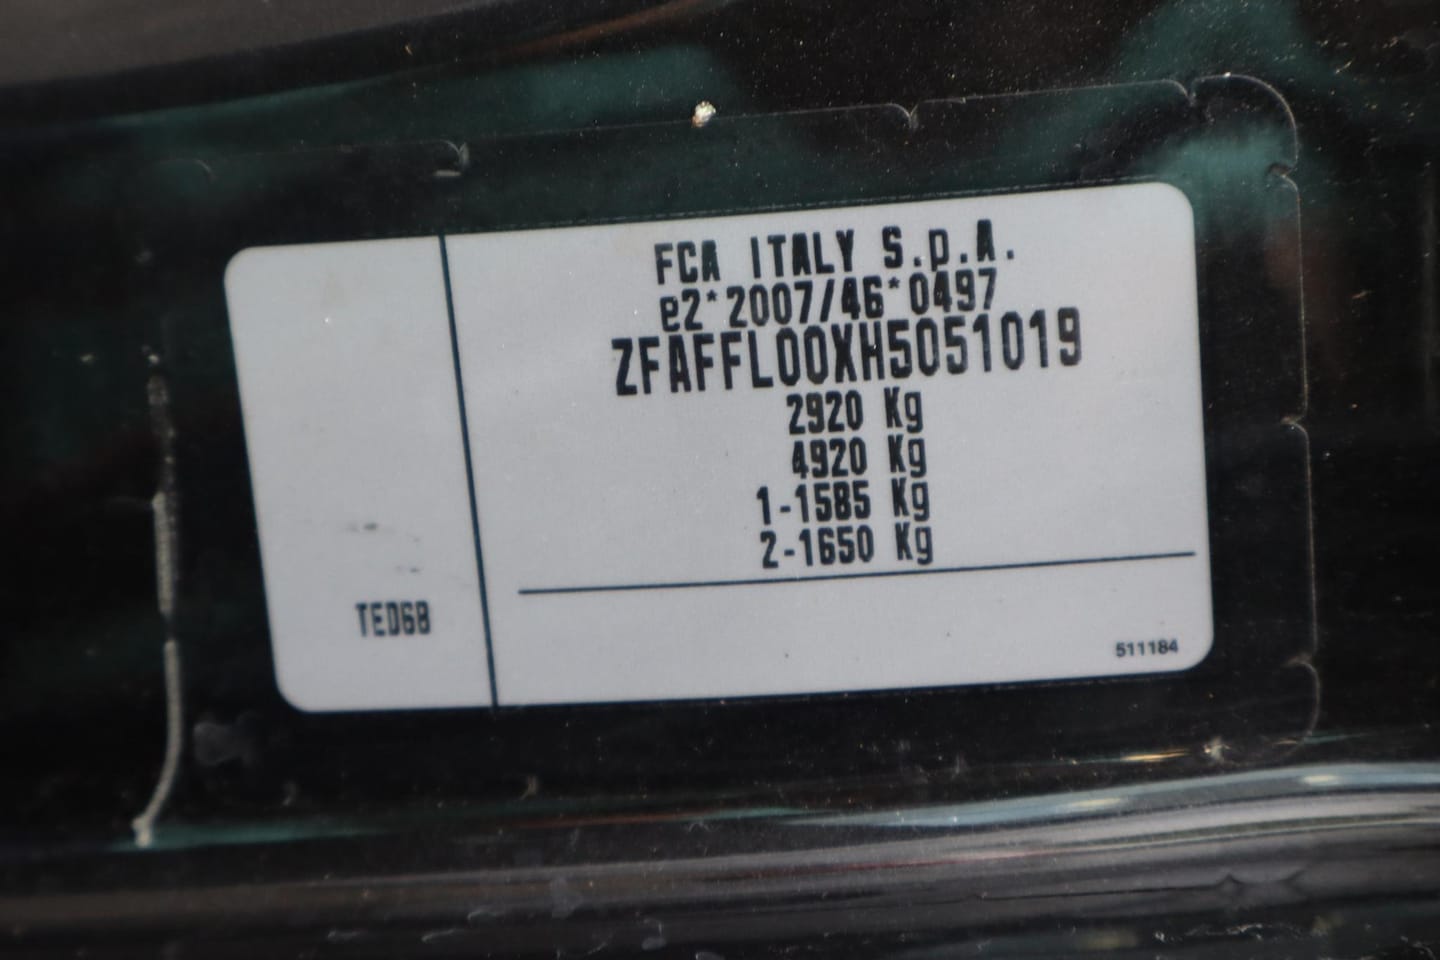 FCA ITALY S.p.A.
e2*2007/46*0497
ZFAFFL00XH5051019
2920 Kg
4920 Kg
1-1585 Kg
2-1650 Kg
TED68
511184